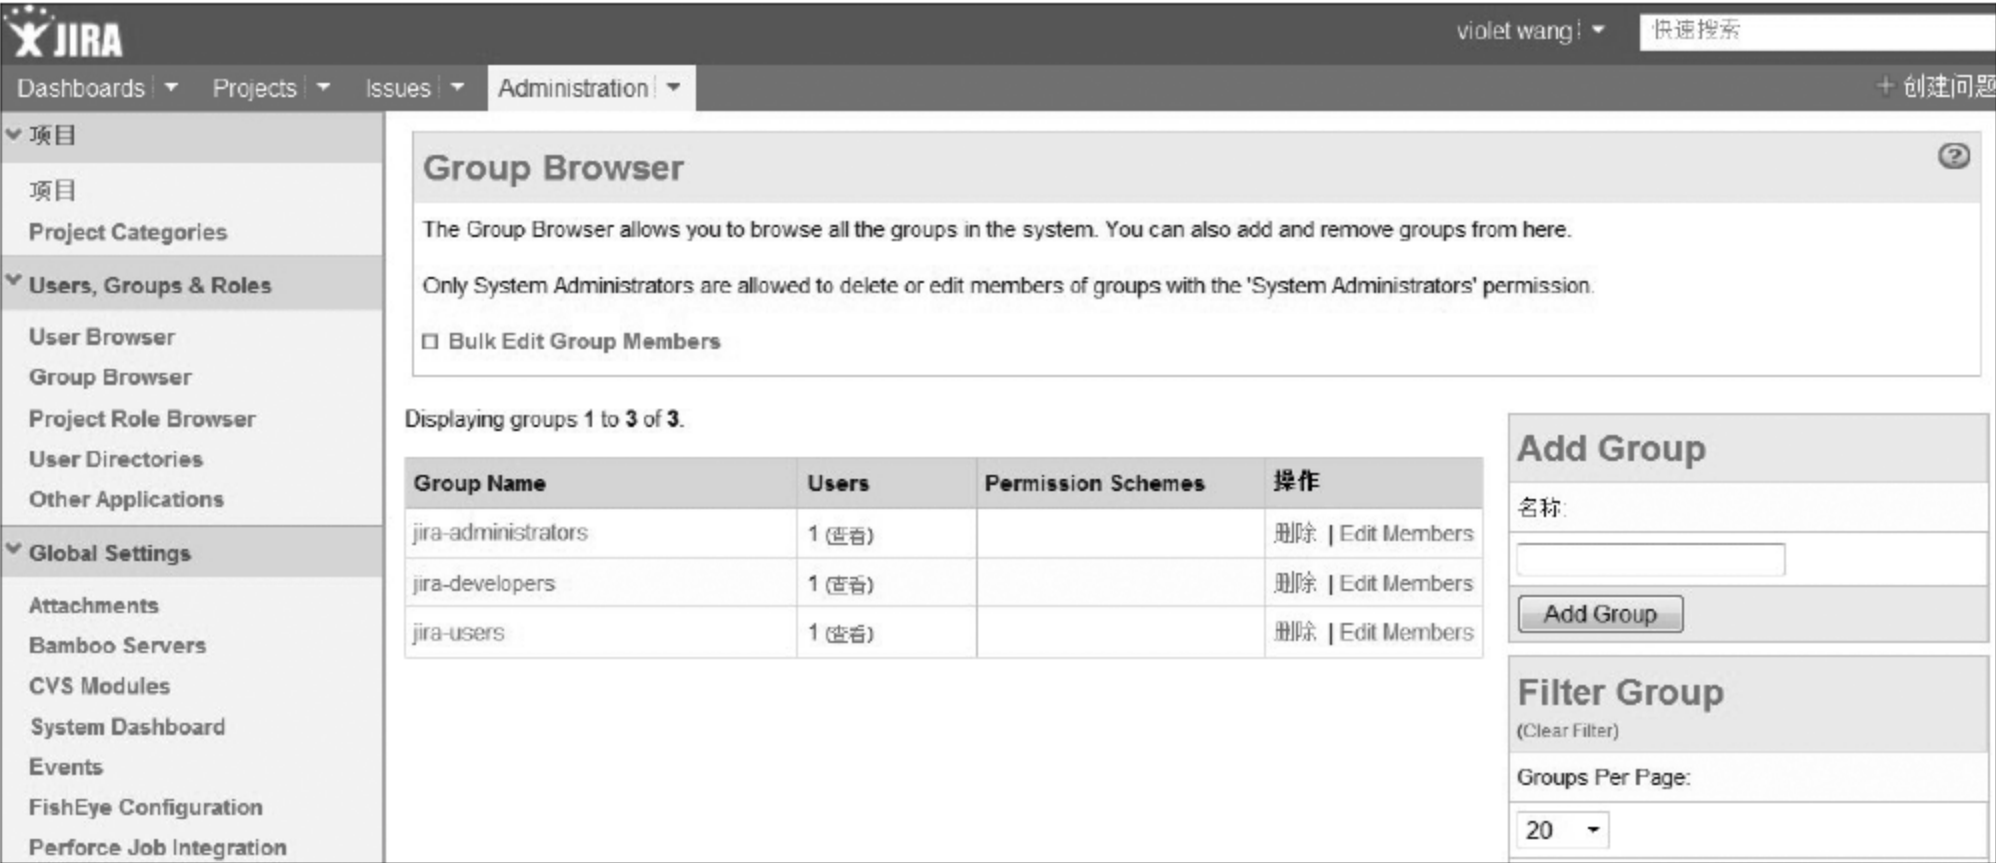 JIRA
violet wang
快速搜索
Dashboards Projects Issues Administration
+ 创建问题
项目
项目
Project Categories
Users, Groups & Roles
User Browser
Group Browser
Project Role Browser
User Directories
Other Applications
Global Settings
Attachments
Bamboo Servers
CVS Modules
System Dashboard
Events
FishEye Configuration
Perforce Job Integration
Group Browser
?
The Group Browser allows you to browse all the groups in the system. You can also add and remove groups from here.
Only System Administrators are allowed to delete or edit members of groups with the 'System Administrators' permission.
Bulk Edit Group Members
Displaying groups 1 to 3 of 3.
Group Name Users Permission Schemes 操作
jira-administrators 1 (查看) 删除 | Edit Members
jira-developers 1 (查看) 删除 | Edit Members
jira-users 1 (查看) 删除 | Edit Members
Add Group
名称:
Add Group
Filter Group
(Clear Filter)
Groups Per Page:
20